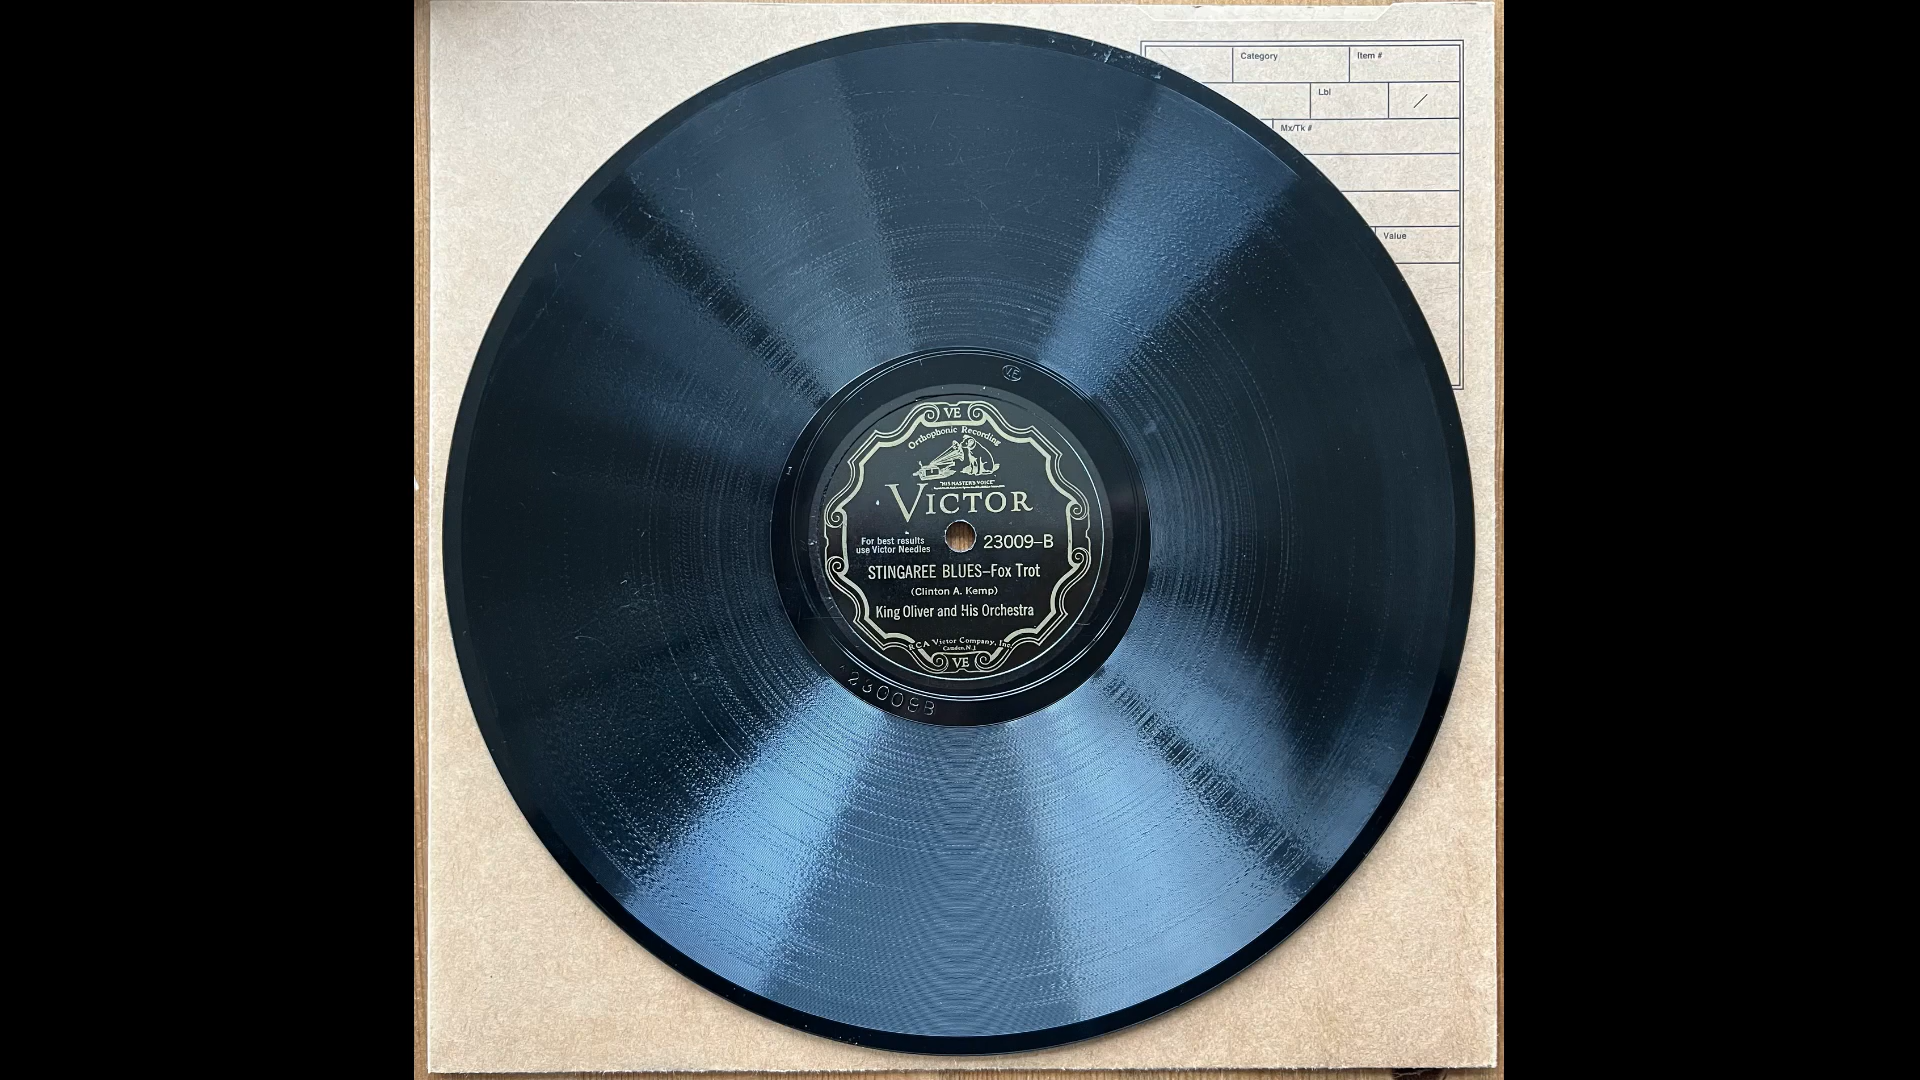 Category
Item #
Lbl
/
Mx/Tk #
Value
VE
VE
Orthophonic Recording
"HIS MASTER'S VOICE"
VICTOR
For best results
use Victor Needles
23009-B
STINGAREE BLUES-Fox Trot
(Clinton A. Kemp)
King Oliver and His Orchestra
RCA Victor Company, Inc.
Camden, N.J.
VE
23009B